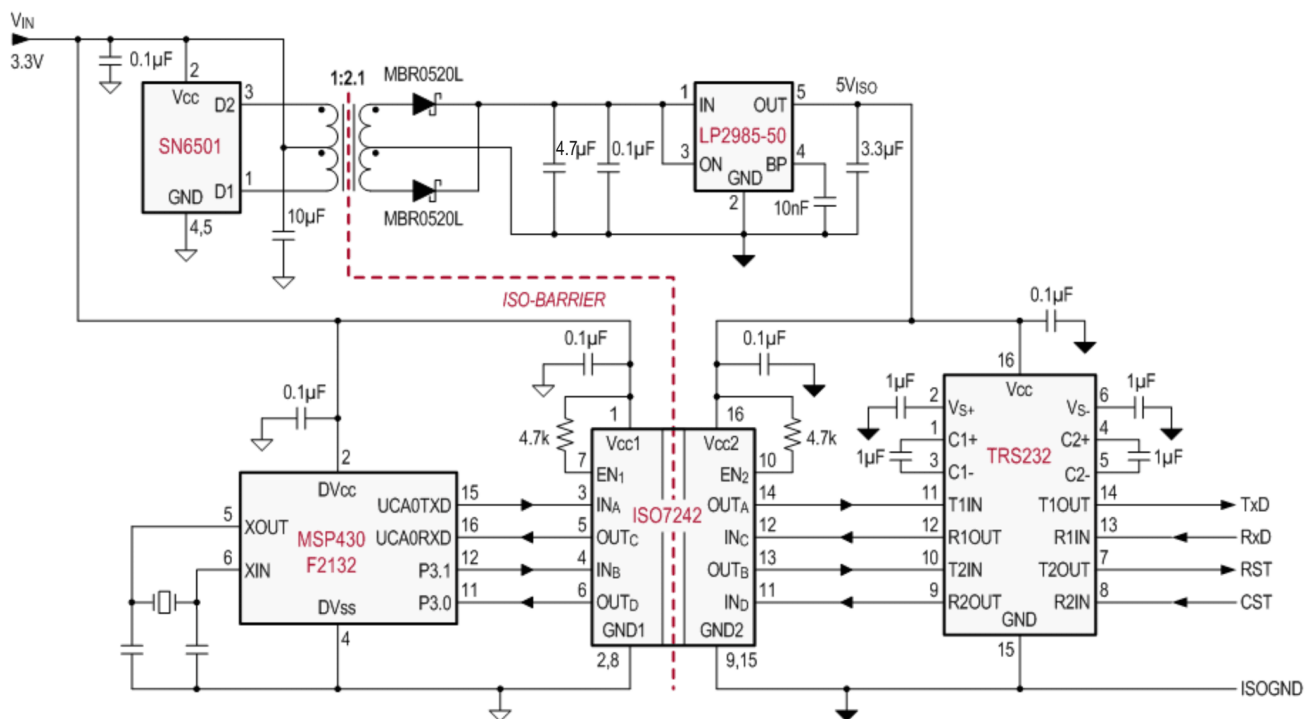 VIN
3.3V
0.1µF
2
Vcc
3
D2
SN6501
D1
1
GND
4,5
10µF
1:2.1
MBR0520L
MBR0520L
4.7µF
0.1µF
1
IN
OUT
5
5VISO
LP2985-50
3
ON
BP
4
GND
2
10nF
3.3µF
ISO-BARRIER
0.1µF
2
DVcc
5
XOUT
6
XIN
MSP430
F2132
UCA0TXD
15
UCA0RXD
16
P3.1
12
P3.0
11
DVss
4
0.1µF
4.7k
1
Vcc1
7
EN1
3
INA
5
OUTC
4
INB
6
OUTD
GND1
2,8
ISO7242
0.1µF
4.7k
16
Vcc2
10
EN2
14
OUTA
12
INC
13
OUTB
11
IND
GND2
9,15
0.1µF
16
Vcc
1µF
2
VS+
1
C1+
1µF
3
C1-
TRS232
1µF
6
VS-
4
C2+
1µF
5
C2-
11
T1IN
T1OUT
14
TxD
12
R1OUT
R1IN
13
RxD
10
T2IN
T2OUT
7
RST
9
R2OUT
R2IN
8
CST
GND
15
ISOGND